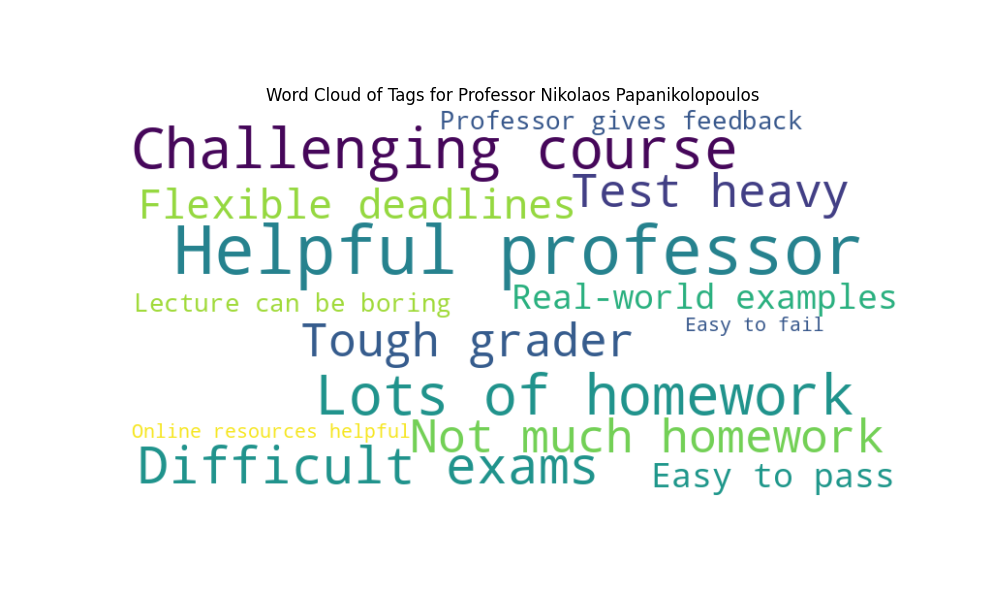 Word Cloud of Tags for Professor Nikolaos Papanikolopoulos
Professor gives feedback
Challenging course
Test heavy
Flexible deadlines
Helpful professor
Real-world examples
Lecture can be boring
Easy to fail
Tough grader
Lots of homework
Online resources helpful
Not much homework
Difficult exams
Easy to pass